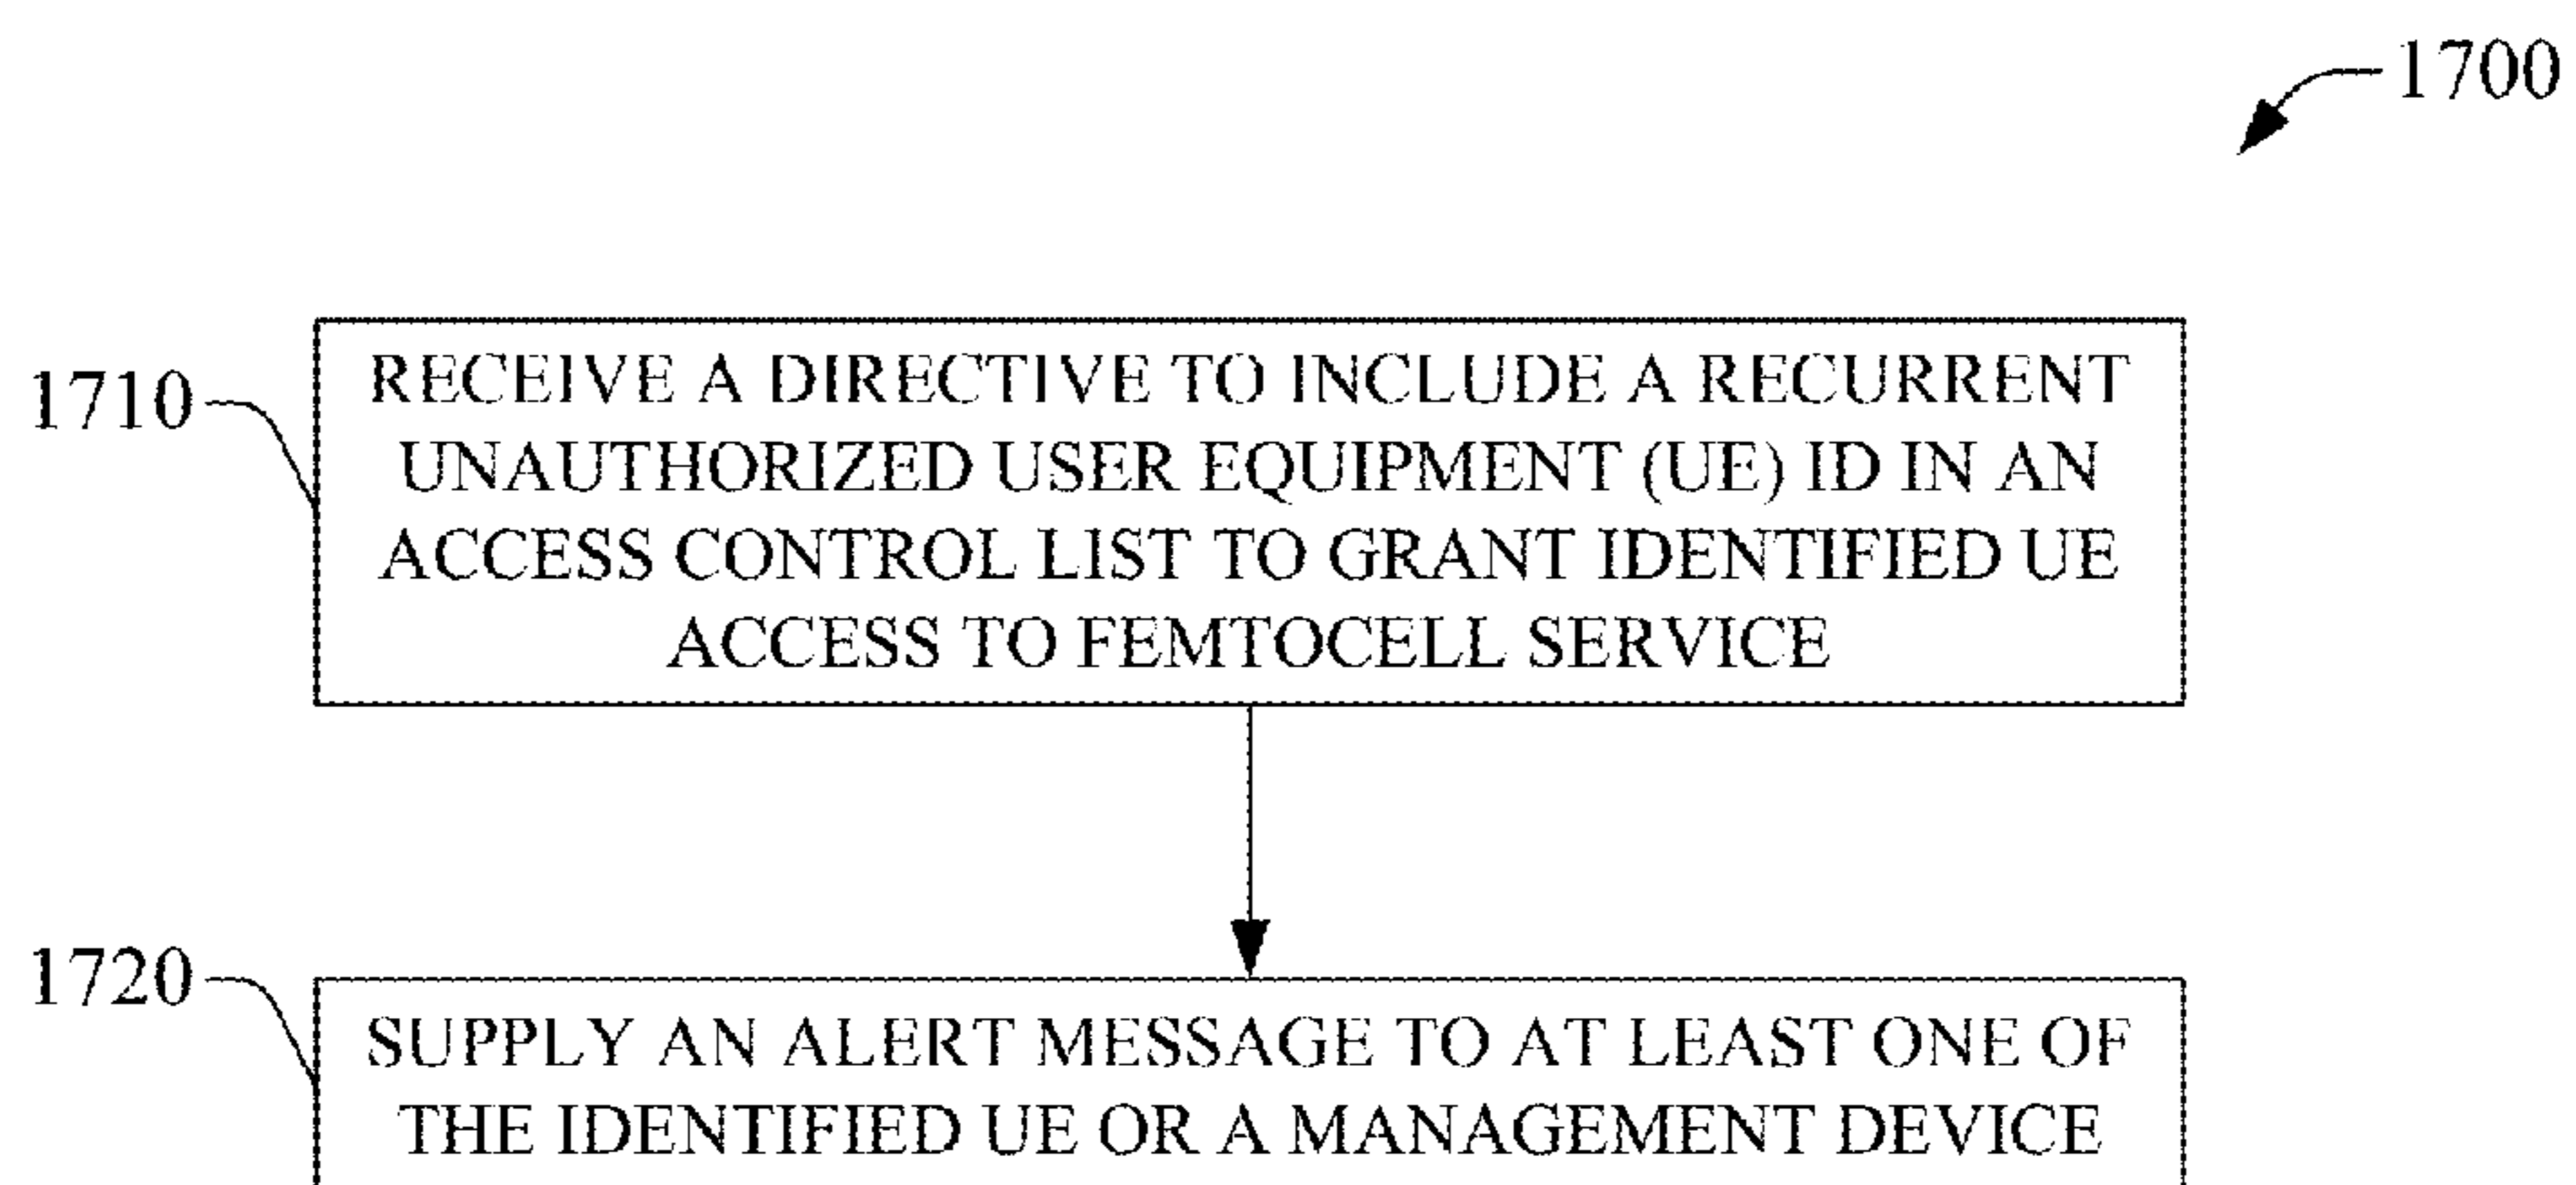 1700
1710
RECEIVE A DIRECTIVE TO INCLUDE A RECURRENT
UNAUTHORIZED USER EQUIPMENT (UE) ID IN AN
ACCESS CONTROL LIST TO GRANT IDENTIFIED UE
ACCESS TO FEMTOCELL SERVICE
1720
SUPPLY AN ALERT MESSAGE TO AT LEAST ONE OF
THE IDENTIFIED UE OR A MANAGEMENT DEVICE